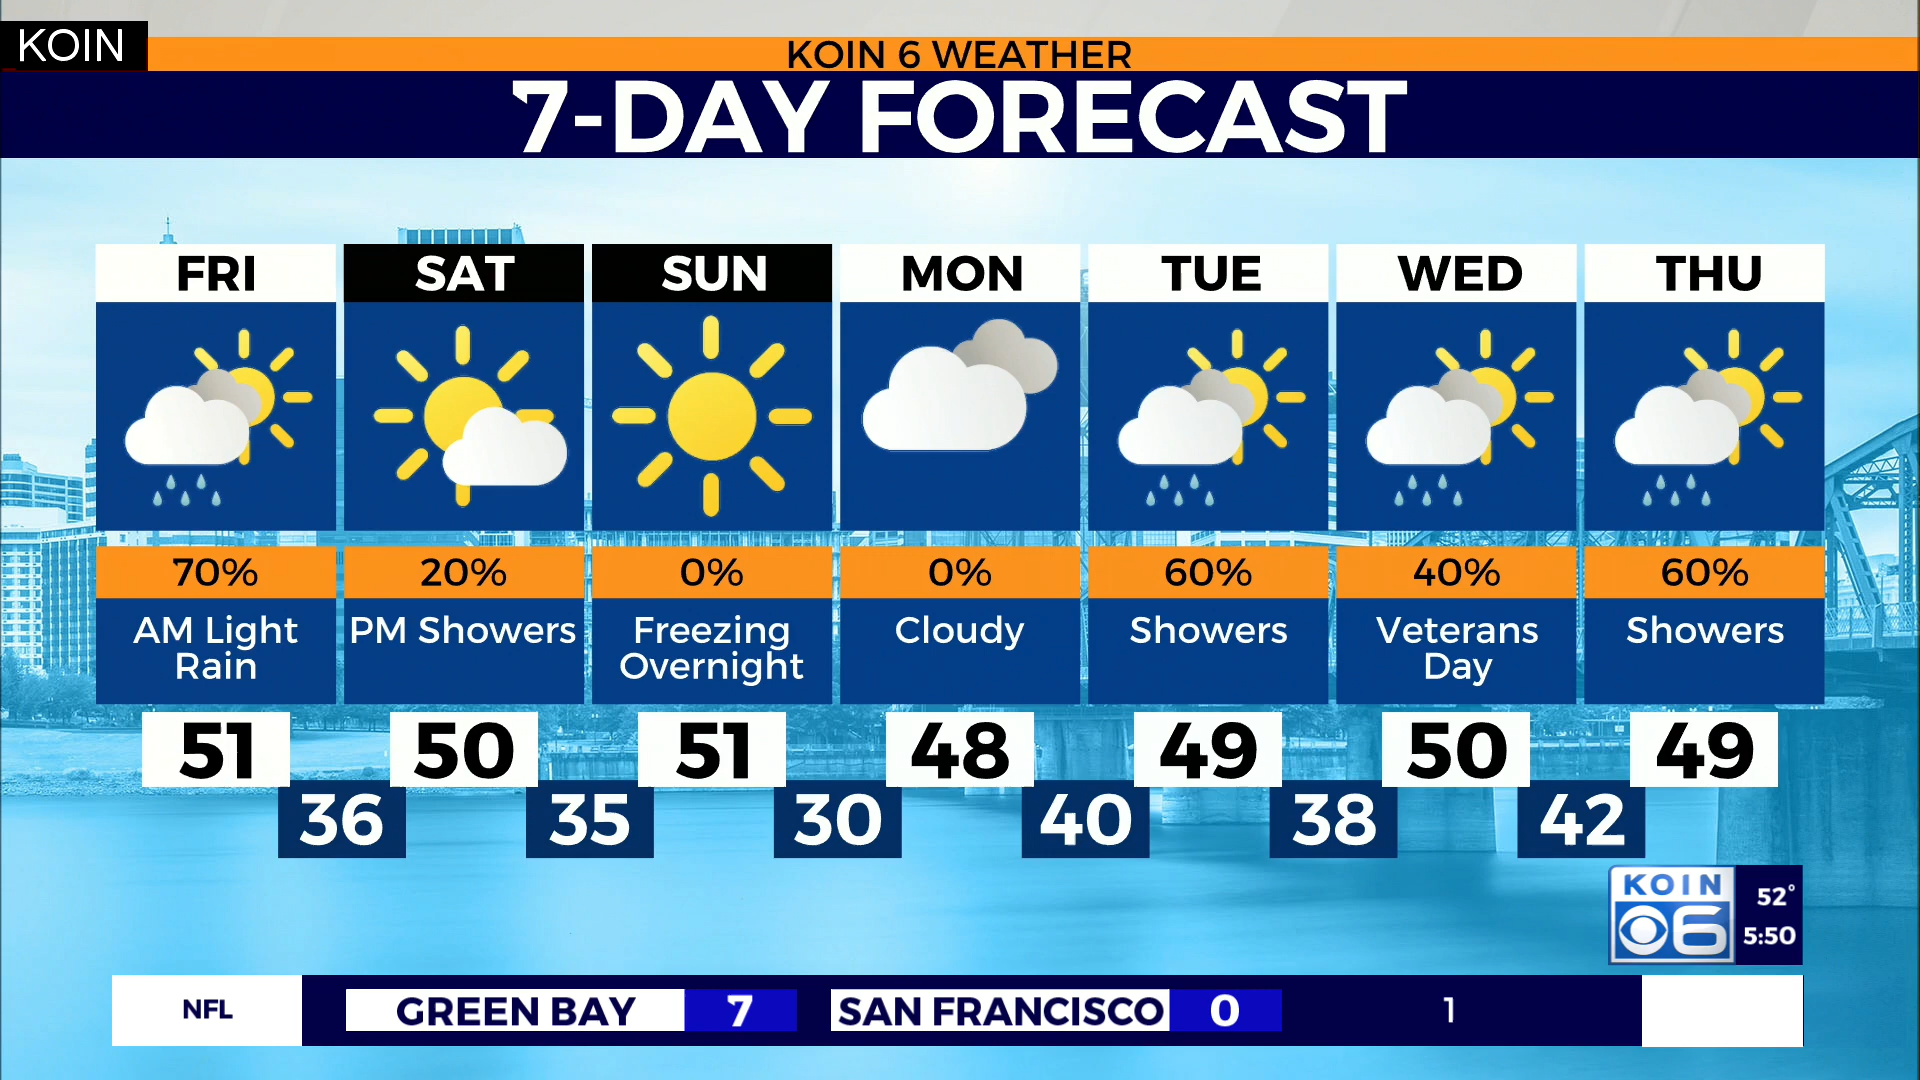 KOIN
KOIN 6 WEATHER
7-DAY FORECAST
FRI SAT SUN MON TUE WED THU
70% 20% 0% 0% 60% 40% 60%
AM Light Rain
PM Showers
Freezing Overnight
Cloudy
Showers
Veterans Day
Showers
51 50 51 48 49 50 49
36 35 30 40 38 42
KOIN 6
52°
5:50
NFL GREEN BAY 7 SAN FRANCISCO 0 1